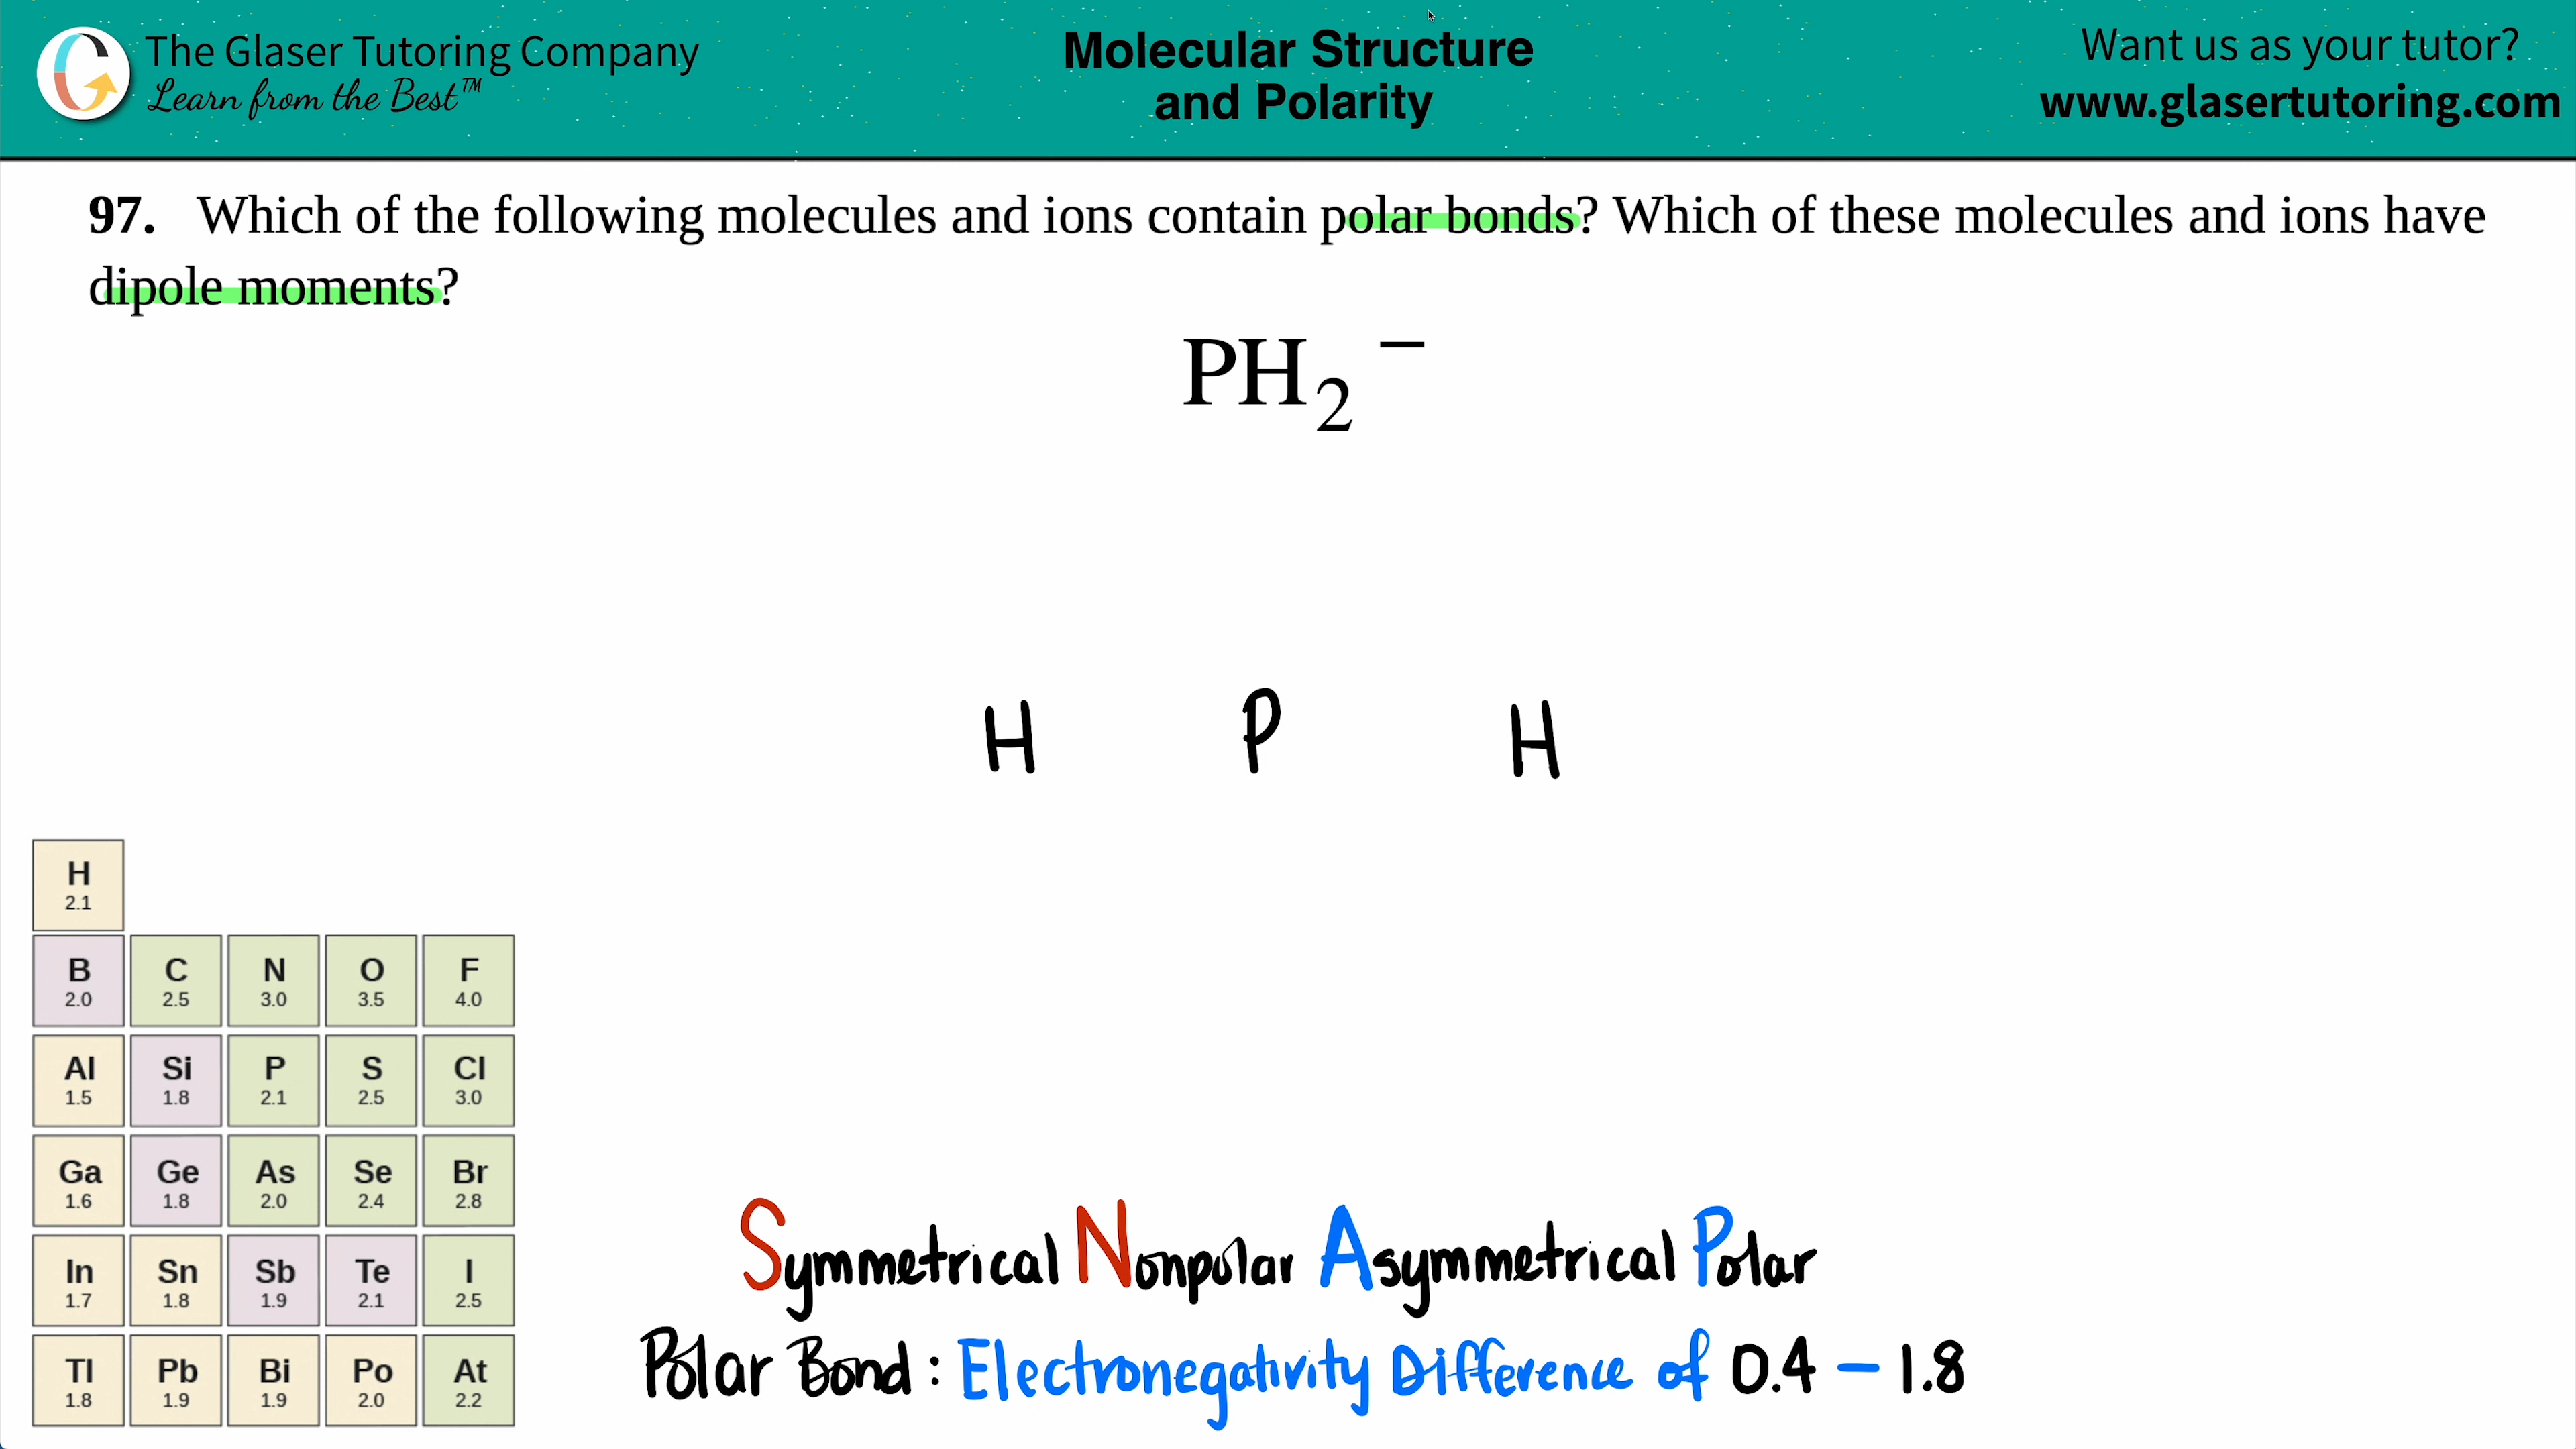 The Glaser Tutoring Company
Learn from the Best™
Molecular Structure
and Polarity
Want us as your tutor?
www.glasertutoring.com
97. Which of the following molecules and ions contain polar bonds? Which of these molecules and ions have
dipole moments?
PH₂⁻
H P H
H
2.1
B C N O F
2.0 2.5 3.0 3.5 4.0
Al Si P S Cl
1.5 1.8 2.1 2.5 3.0
Ga Ge As Se Br
1.6 1.8 2.0 2.4 2.8
In Sn Sb Te I
1.7 1.8 1.9 2.1 2.5
Tl Pb Bi Po At
1.8 1.9 1.9 2.0 2.2
Symmetrical Nonpolar Asymmetrical Polar
Polar Bond: Electronegativity Difference of 0.4 – 1.8